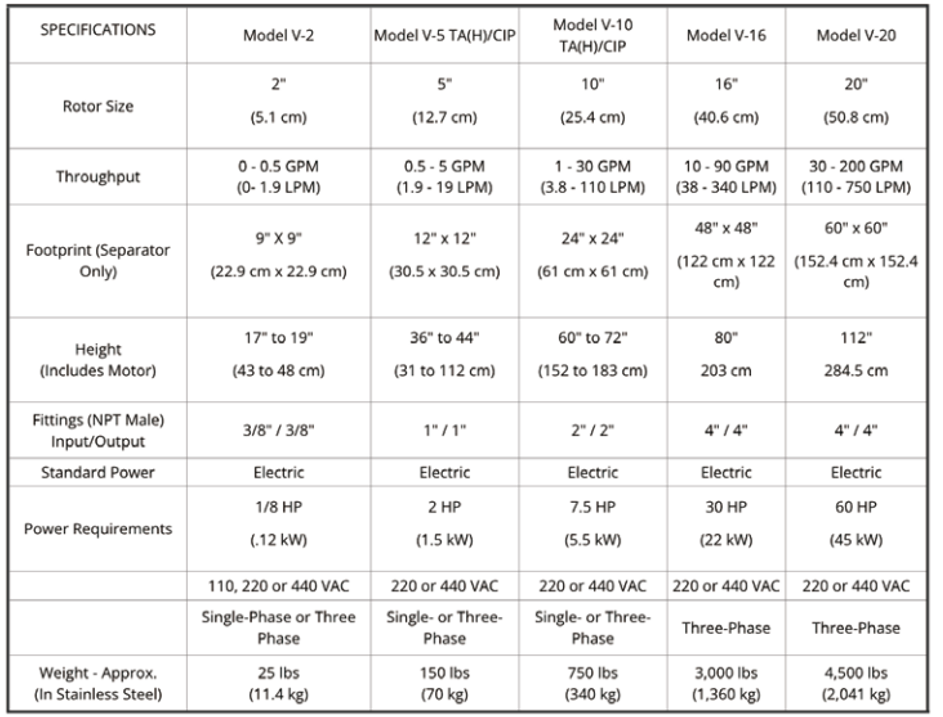 SPECIFICATIONS
Model V-2
Model V-5 TA(H)/CIP
Model V-10
TA(H)/CIP
Model V-16
Model V-20
Rotor Size
2"
(5.1 cm)
5"
(12.7 cm)
10"
(25.4 cm)
16"
(40.6 cm)
20"
(50.8 cm)
Throughput
0 - 0.5 GPM
(0- 1.9 LPM)
0.5 - 5 GPM
(1.9 - 19 LPM)
1 - 30 GPM
(3.8 - 110 LPM)
10 - 90 GPM
(38 - 340 LPM)
30 - 200 GPM
(110 - 750 LPM)
Footprint (Separator
Only)
9" X 9"
(22.9 cm x 22.9 cm)
12" x 12"
(30.5 x 30.5 cm)
24" x 24"
(61 cm x 61 cm)
48" x 48"
(122 cm x 122
cm)
60" x 60"
(152.4 cm x 152.4
cm)
Height
(Includes Motor)
17" to 19"
(43 to 48 cm)
36" to 44"
(31 to 112 cm)
60" to 72"
(152 to 183 cm)
80"
203 cm
112"
284.5 cm
Fittings (NPT Male)
Input/Output
3/8" / 3/8"
1" / 1"
2" / 2"
4" / 4"
4" / 4"
Standard Power
Electric
Electric
Electric
Electric
Electric
Power Requirements
1/8 HP
(.12 kW)
2 HP
(1.5 kW)
7.5 HP
(5.5 kW)
30 HP
(22 kW)
60 HP
(45 kW)
110, 220 or 440 VAC
220 or 440 VAC
220 or 440 VAC
220 or 440 VAC
220 or 440 VAC
Single-Phase or Three
Phase
Single- or Three-
Phase
Single- or Three-
Phase
Three-Phase
Three-Phase
Weight - Approx.
(In Stainless Steel)
25 lbs
(11.4 kg)
150 lbs
(70 kg)
750 lbs
(340 kg)
3,000 lbs
(1,360 kg)
4,500 lbs
(2,041 kg)